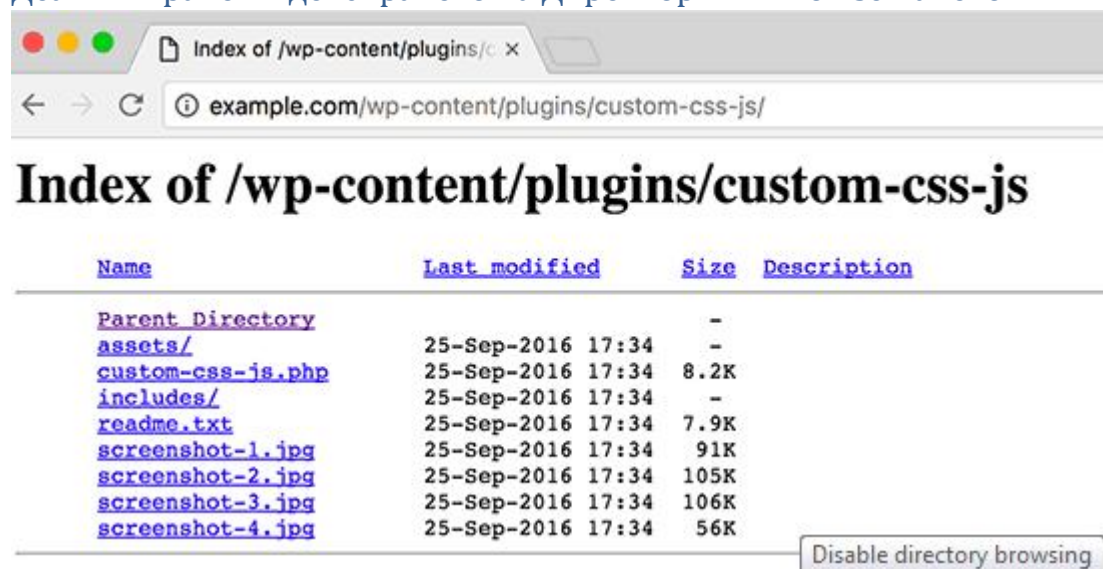 Index of /wp-content/plugins/c ×
example.com/wp-content/plugins/custom-css-js/
Index of /wp-content/plugins/custom-css-js
Name Last modified Size Description
Parent Directory -
assets/ 25-Sep-2016 17:34 -
custom-css-js.php 25-Sep-2016 17:34 8.2K
includes/ 25-Sep-2016 17:34 -
readme.txt 25-Sep-2016 17:34 7.9K
screenshot-1.jpg 25-Sep-2016 17:34 91K
screenshot-2.jpg 25-Sep-2016 17:34 105K
screenshot-3.jpg 25-Sep-2016 17:34 106K
screenshot-4.jpg 25-Sep-2016 17:34 56K
Disable directory browsing